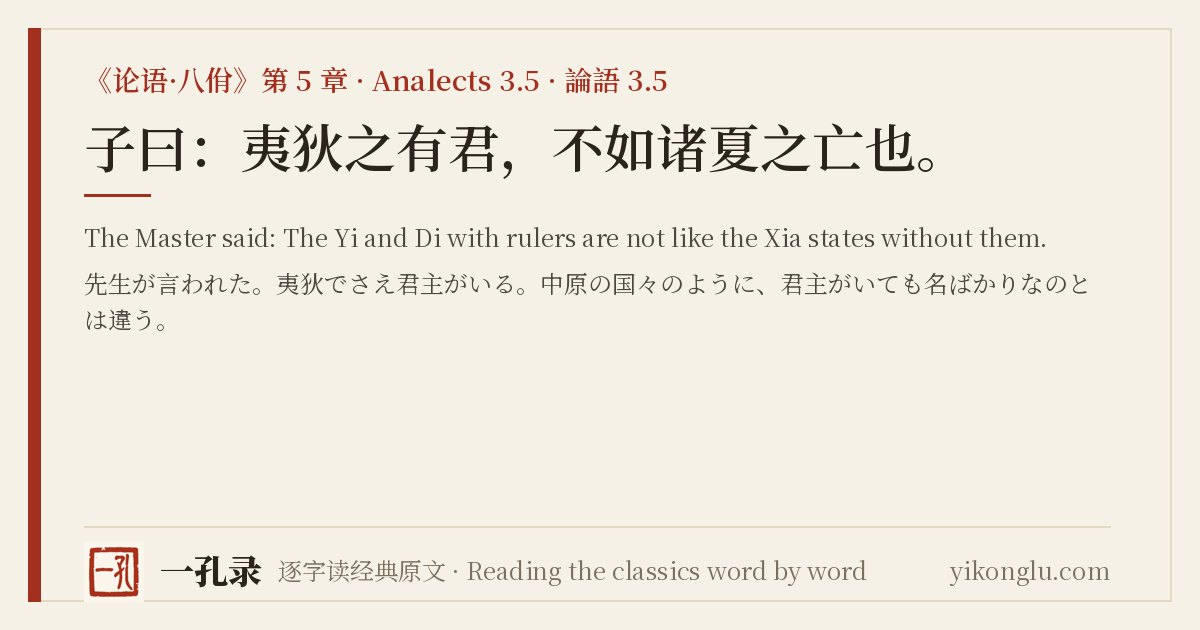 《论语·八佾》第 5 章 · Analects 3.5 · 論語 3.5
子曰：夷狄之有君，不如诸夏之亡也。
The Master said: The Yi and Di with rulers are not like the Xia states without them.
先生が言われた。夷狄でさえ君主がいる。中原の国々のように、君主がいても名ばかりなのと
は違う。
一孔
一孔录 逐字读经典原文 · Reading the classics word by word yikonglu.com